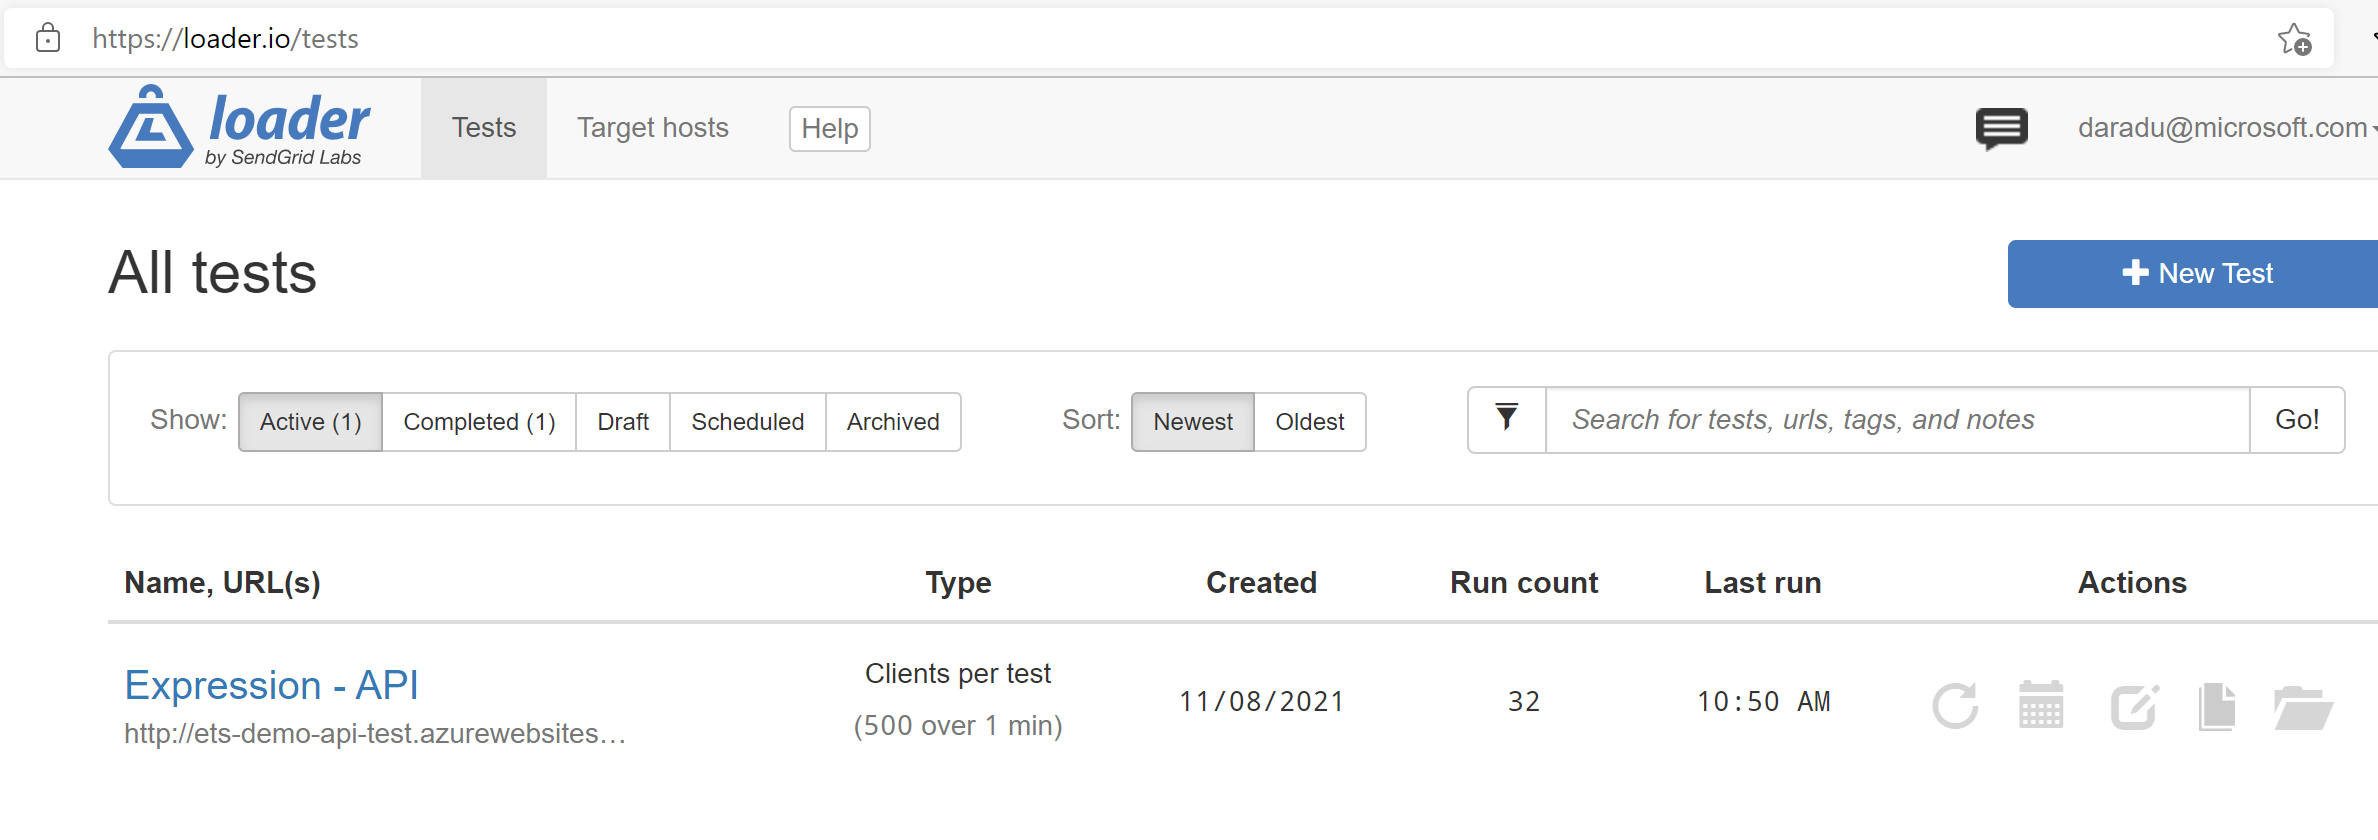 https://loader.io/tests
loader
by SendGrid Labs
Tests
Target hosts
Help
daradu@microsoft.com
All tests
New Test
Show:
Active (1)
Completed (1)
Draft
Scheduled
Archived
Sort:
Newest
Oldest
Search for tests, urls, tags, and notes
Go!
Name, URL(s)
Type
Created
Run count
Last run
Actions
Expression - API
http://ets-demo-api-test.azurewebsites…
Clients per test
(500 over 1 min)
11/08/2021
32
10:50 AM